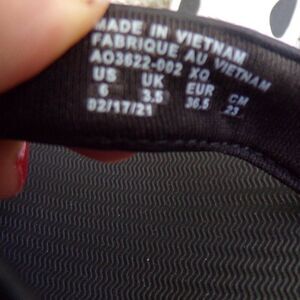 MADE IN VIETNAM
FABRIQUE AU VIETNAM
AO3622-002 XQ
US UK EUR CM
6 3.5 36.5 23
02/17/21